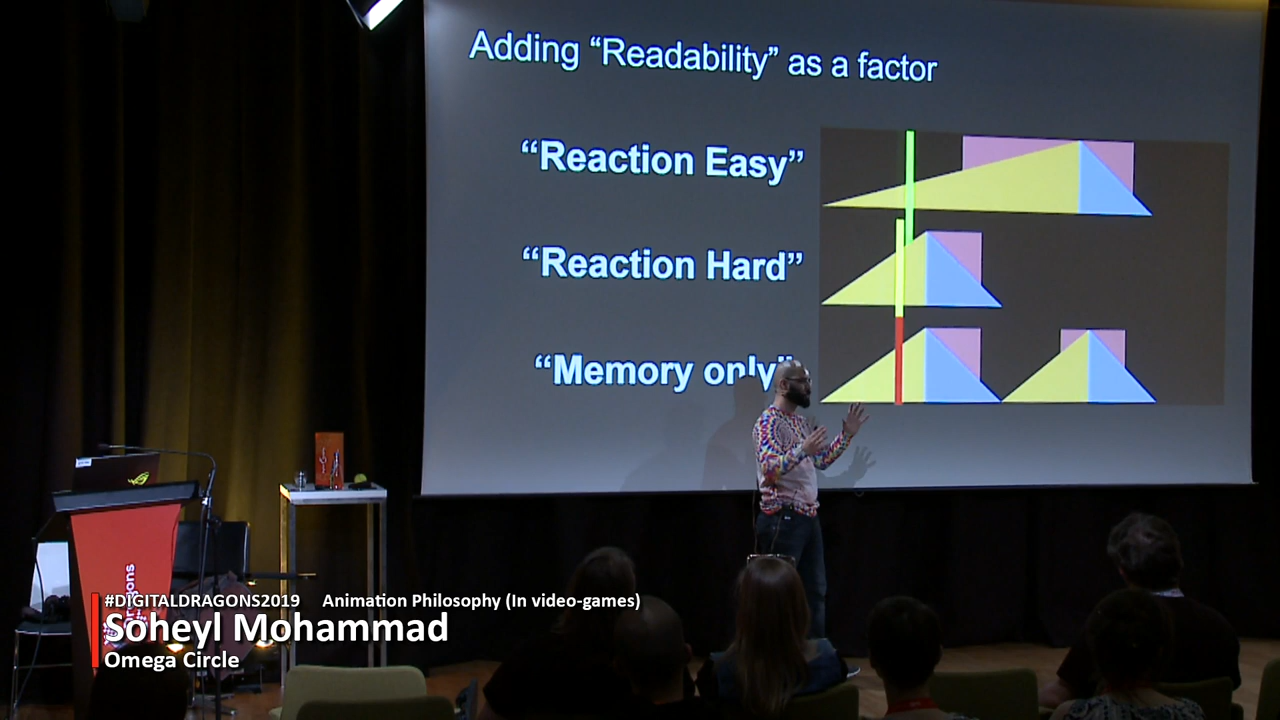 Adding “Readability” as a factor
“Reaction Easy”
“Reaction Hard”
“Memory only”
#DIGITALDRAGONS2019 Animation Philosophy (In video-games)
Soheyl Mohammad
Omega Circle